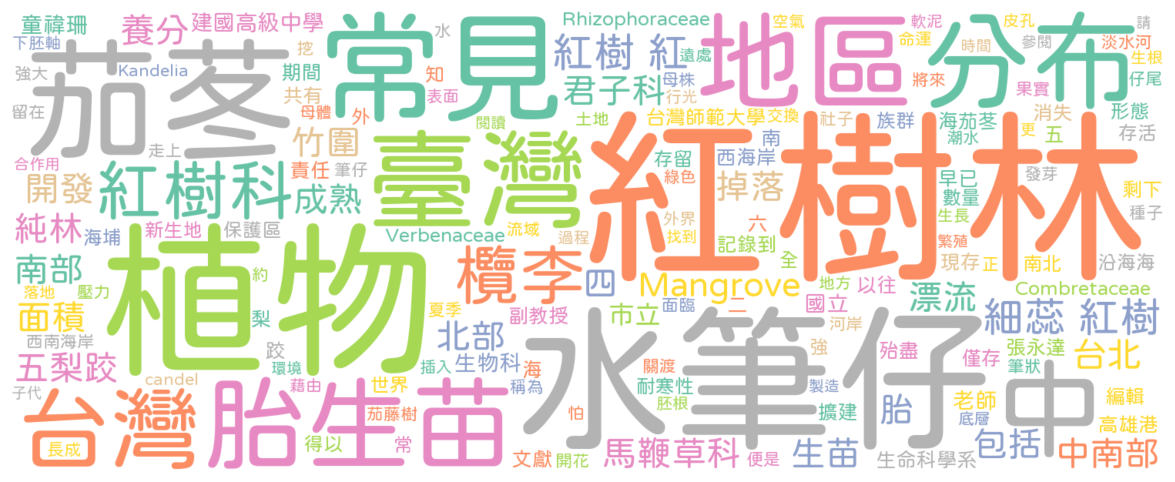 童禕珊 養分 建國高級中學 常見 水 Rhizophoraceae 空氣 軟泥 皮孔 請
下胚軸 茄苳 挖 紅樹 紅 遠處 地區 命運 時間 參閱 淡水河 分布
強大 Kandelia 期間 知 君子科 母株 將來 果實 生根 仔尾
留在 共有 母體 外 表面 行光 台灣師範大學 交換 社子 海茄苳 消失 形態
合作用 走上 筆仔 竹圍 閱讀 土地 南 族群 潮水 更 五 存活
開發 紅樹科 責任 成熟 臺灣 存留 西海岸 綠色 紅樹林 早已 數量 發芽 剩下
純林 海埔 新生地 保護區 Verbenaceae 流域 過程 掉落 外界 找到 六 記錄到 生長 繁殖 種子
南部 植物 欖李 四 Mangrove 二 全 地方 以往 現存 正 南北 沿海海
落地 壓力 約 梨 夏季 副教授 市立 面臨 國立 漂流 Combretaceae
面積 西南海岸 跤 環境 北部 生物科 海 插入 稱為 水筆仔 河岸 強 殆盡 僅存 細蕊 紅樹
五梨跤 子代 candel 藉由 世界 關渡 耐寒性 胚根 製造 擴建 胎 張永達 筆狀 台北
台灣 胎生苗 茄藤樹 怕 老師 底層 中 編輯 高雄港
長成 得以 常 文獻 開花 馬鞭草科 便是 生苗 生命科學系 包括 中南部